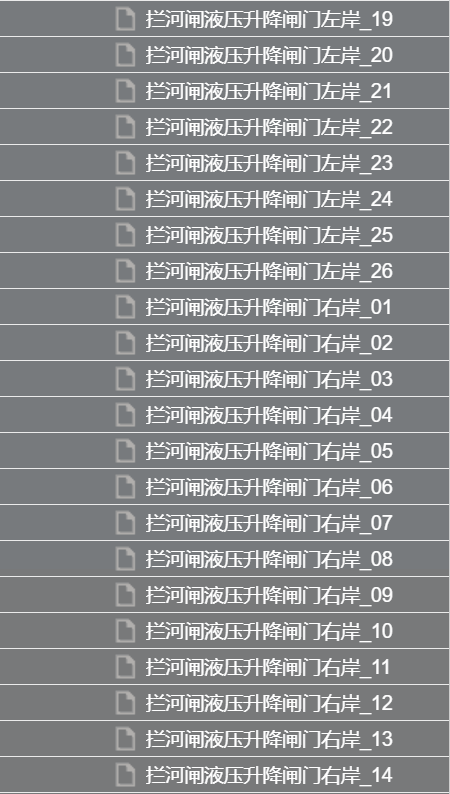 拦河闸液压升降闸门左岸_19
拦河闸液压升降闸门左岸_20
拦河闸液压升降闸门左岸_21
拦河闸液压升降闸门左岸_22
拦河闸液压升降闸门左岸_23
拦河闸液压升降闸门左岸_24
拦河闸液压升降闸门左岸_25
拦河闸液压升降闸门左岸_26
拦河闸液压升降闸门右岸_01
拦河闸液压升降闸门右岸_02
拦河闸液压升降闸门右岸_03
拦河闸液压升降闸门右岸_04
拦河闸液压升降闸门右岸_05
拦河闸液压升降闸门右岸_06
拦河闸液压升降闸门右岸_07
拦河闸液压升降闸门右岸_08
拦河闸液压升降闸门右岸_09
拦河闸液压升降闸门右岸_10
拦河闸液压升降闸门右岸_11
拦河闸液压升降闸门右岸_12
拦河闸液压升降闸门右岸_13
拦河闸液压升降闸门右岸_14